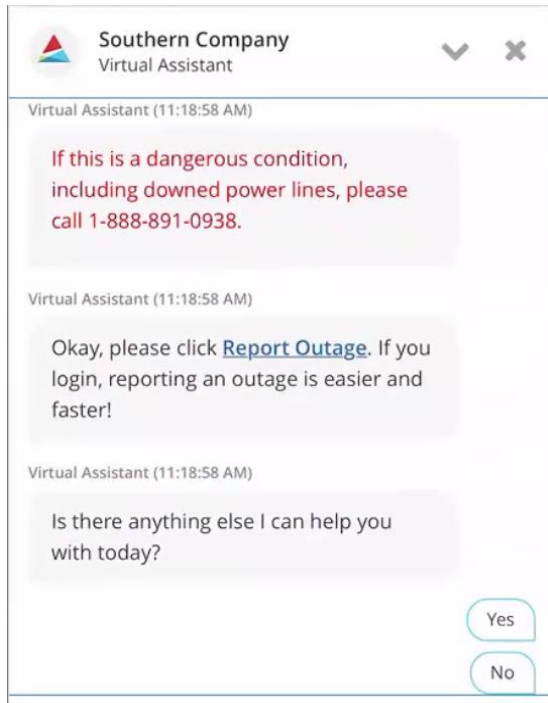 Southern Company
Virtual Assistant
Virtual Assistant (11:18:58 AM)
If this is a dangerous condition,
including downed power lines, please
call 1-888-891-0938.
Virtual Assistant (11:18:58 AM)
Okay, please click Report Outage. If you
login, reporting an outage is easier and
faster!
Virtual Assistant (11:18:58 AM)
Is there anything else I can help you
with today?
Yes
No